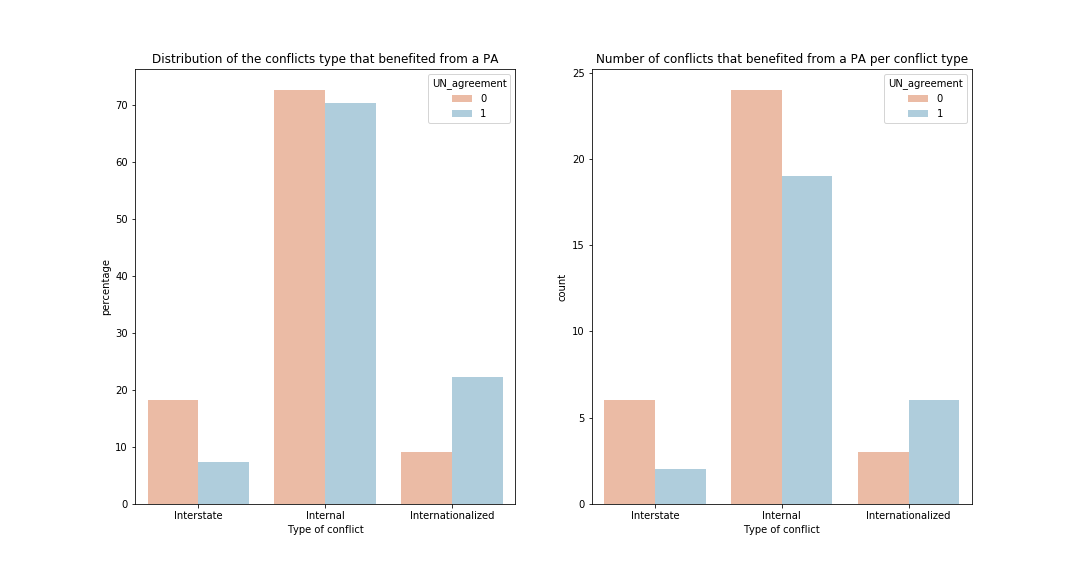 Distribution of the conflicts type that benefited from a PA
UN_agreement
0
1
70
60
50
40
30
20
10
0
percentage
Interstate
Internal
Internationalized
Type of conflict
Number of conflicts that benefited from a PA per conflict type
UN_agreement
0
1
25
20
15
10
5
0
count
Interstate
Internal
Internationalized
Type of conflict